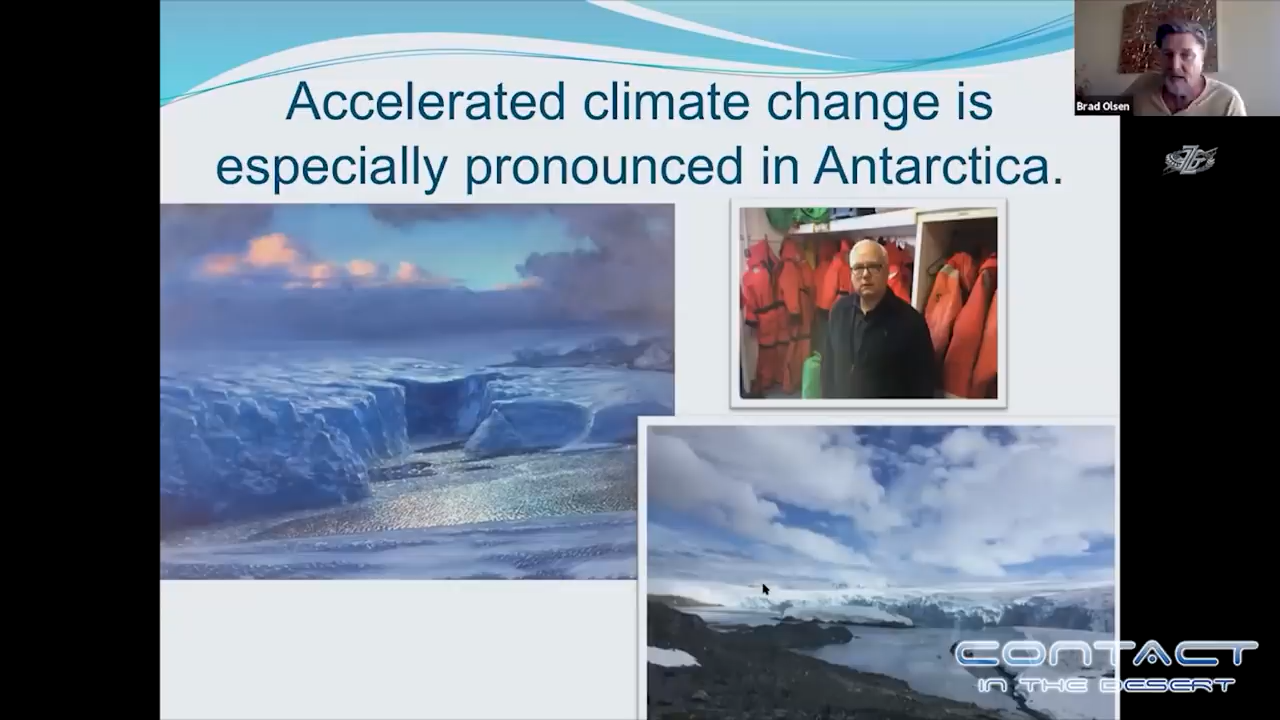 Accelerated climate change is
especially pronounced in Antarctica.
Brad Olsen
CONTACT
IN THE DESERT